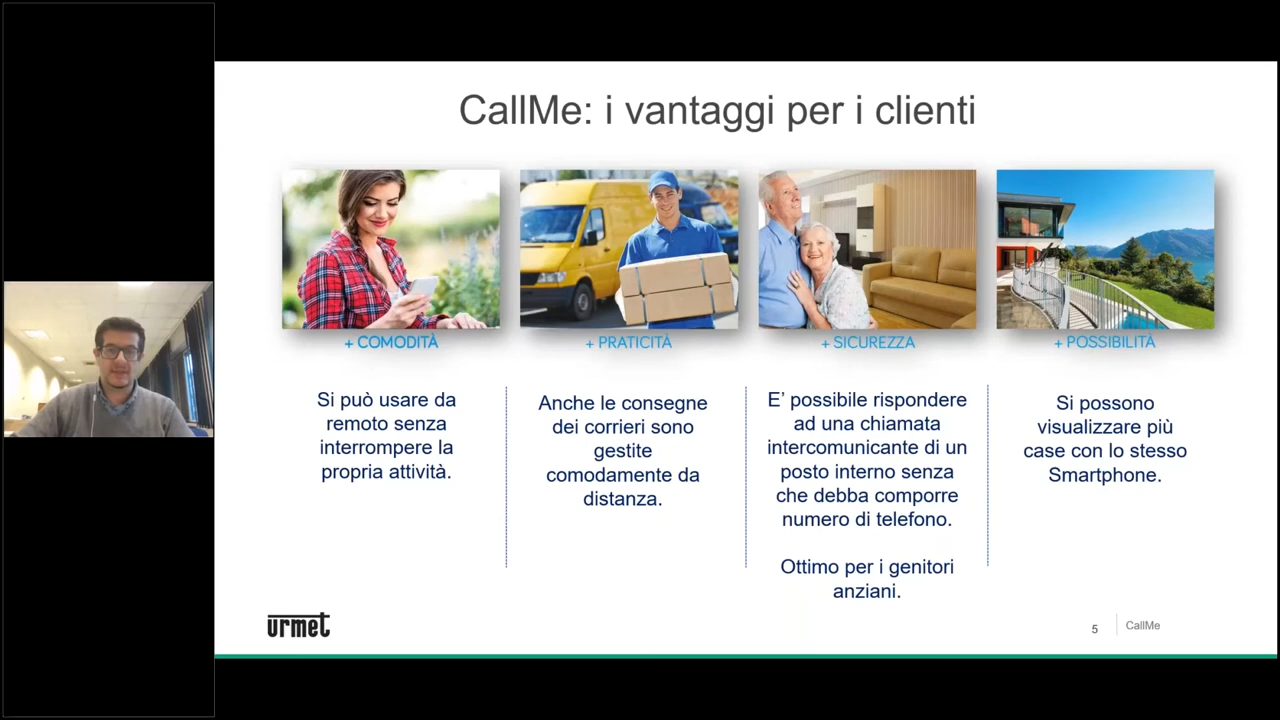 CallMe: i vantaggi per i clienti
+ COMODITÀ
Si può usare da
remoto senza
interrompere la
propria attività.
+ PRATICITÀ
Anche le consegne
dei corrieri sono
gestite
comodamente da
distanza.
+ SICUREZZA
E’ possibile rispondere
ad una chiamata
intercomunicante di un
posto interno senza
che debba comporre
numero di telefono.
Ottimo per i genitori
anziani.
+ POSSIBILITÀ
Si possono
visualizzare più
case con lo stesso
Smartphone.
urmet
5
CallMe